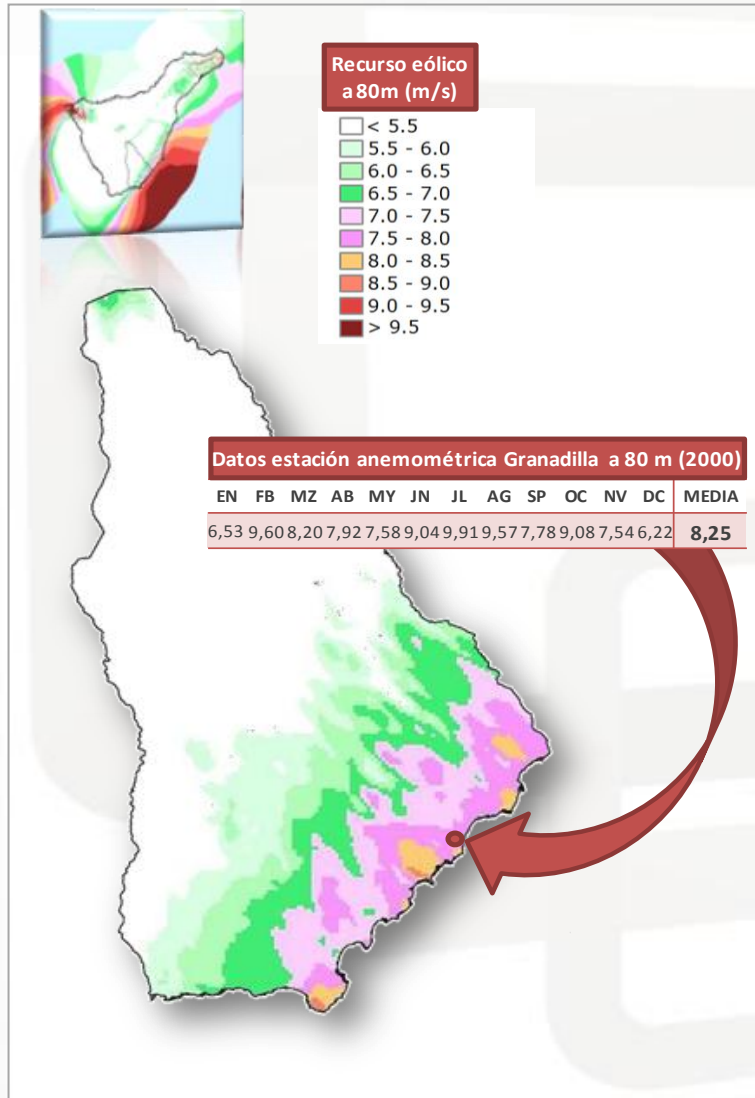 Recurso eólico
a 80m (m/s)
< 5.5
5.5 - 6.0
6.0 - 6.5
6.5 - 7.0
7.0 - 7.5
7.5 - 8.0
8.0 - 8.5
8.5 - 9.0
9.0 - 9.5
> 9.5
Datos estación anemométrica Granadilla a 80 m (2000)
EN FB MZ AB MY JN JL AG SP OC NV DC MEDIA
6,53 9,60 8,20 7,92 7,58 9,04 9,91 9,57 7,78 9,08 7,54 6,22 8,25